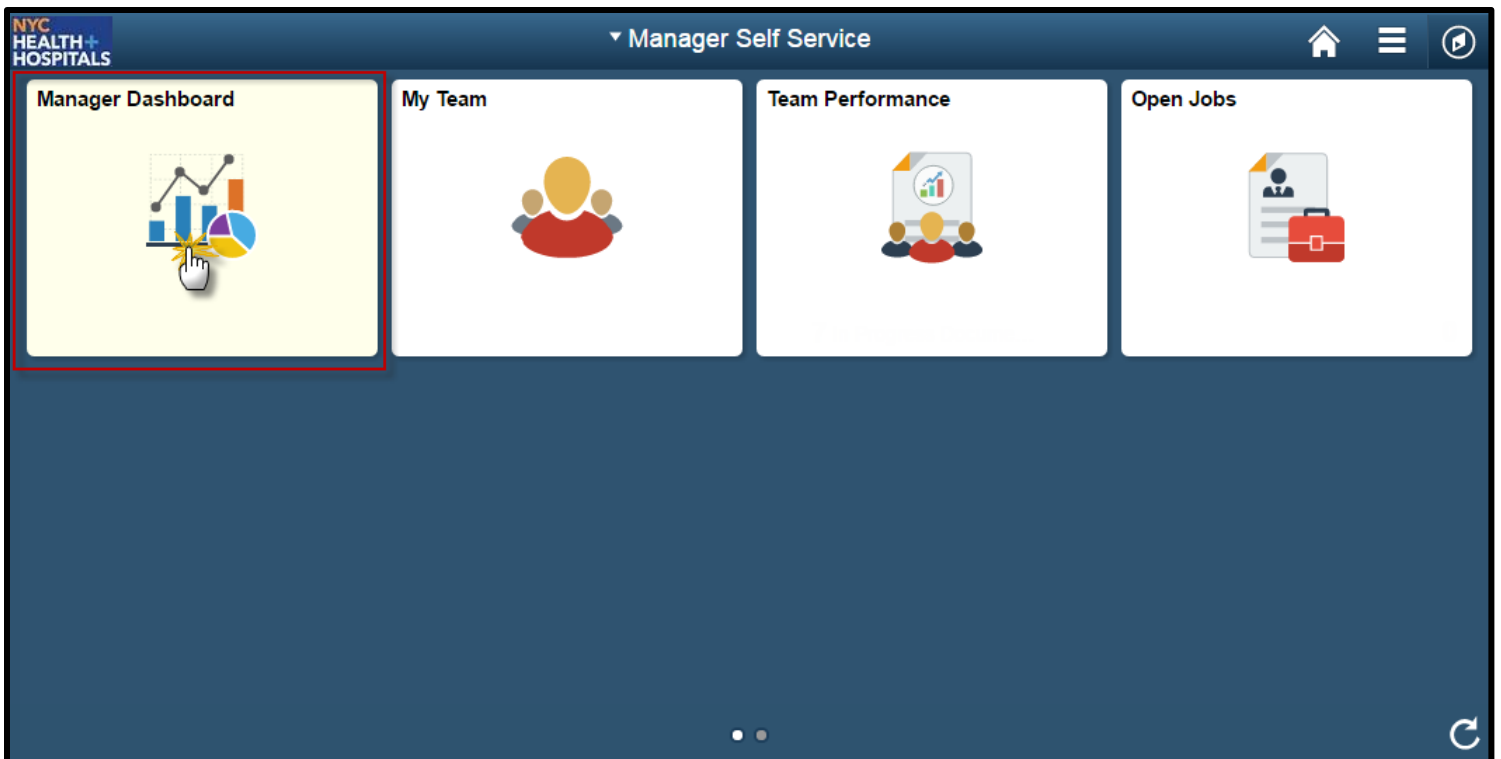 NYC
HEALTH+
HOSPITALS
Manager Self Service
Manager Dashboard
My Team
Team Performance
Open Jobs